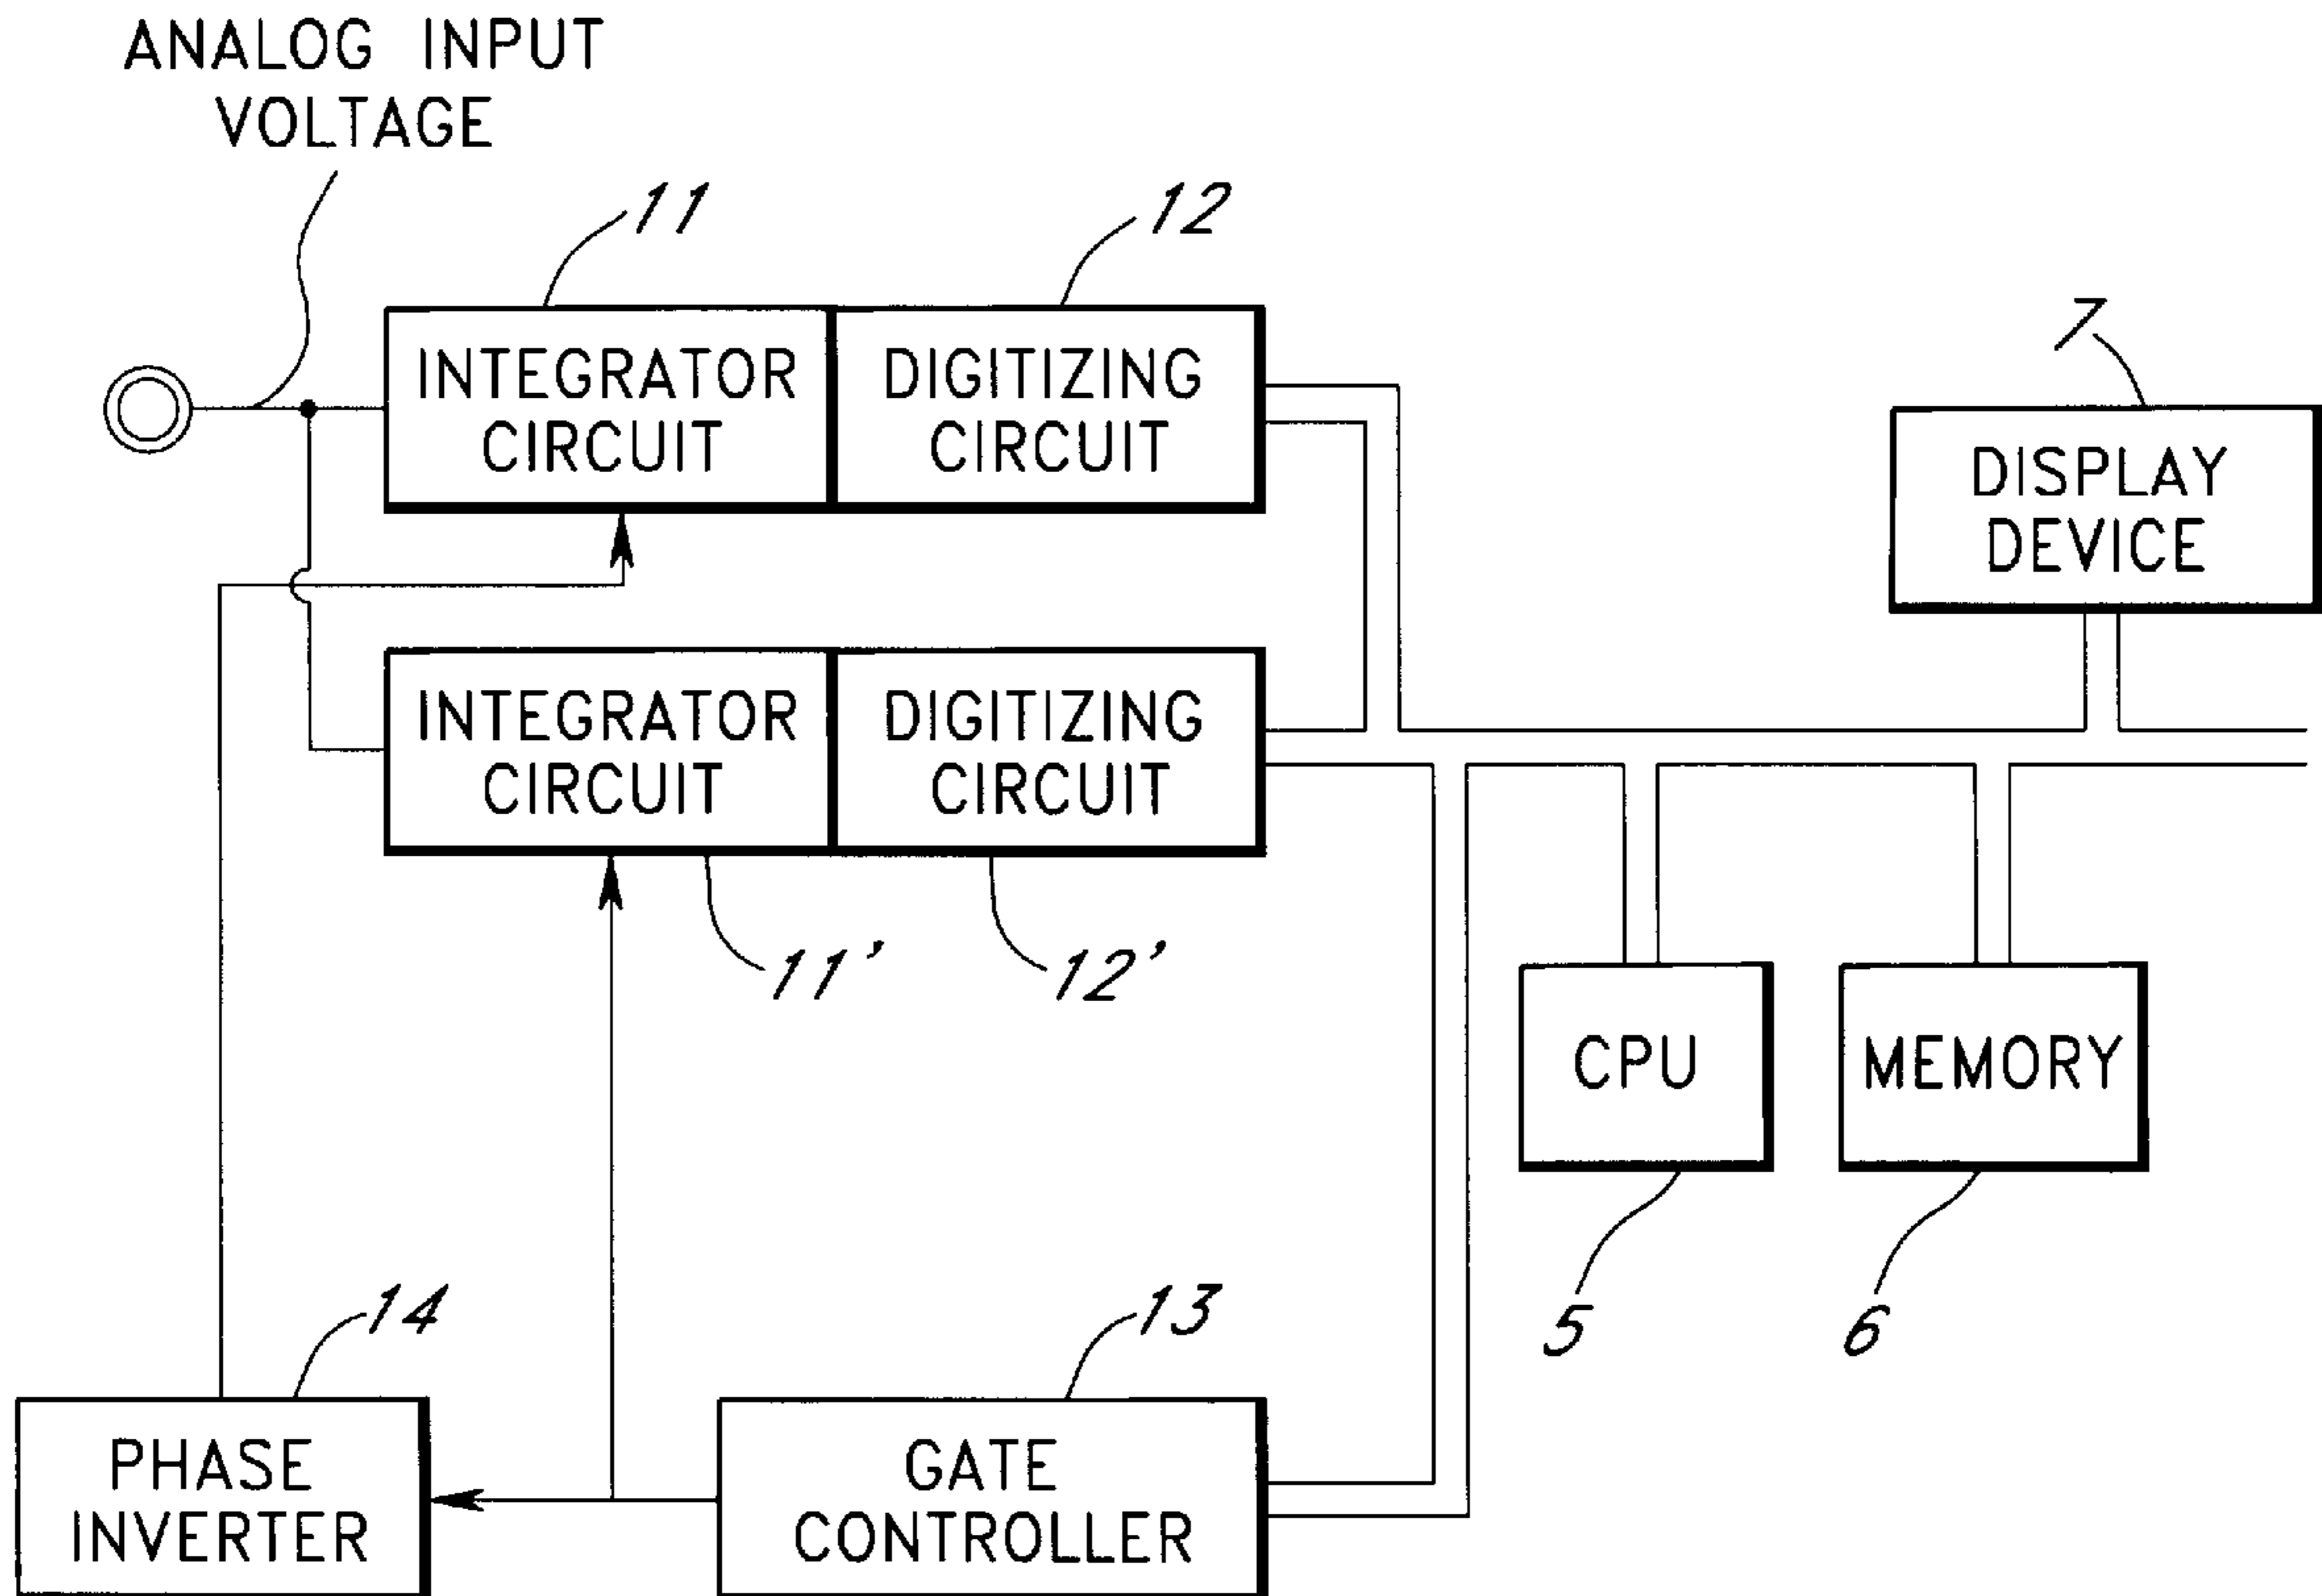 ANALOG INPUT
VOLTAGE
11
12
INTEGRATOR
CIRCUIT
DIGITIZING
CIRCUIT
7
DISPLAY
DEVICE
INTEGRATOR
CIRCUIT
DIGITIZING
CIRCUIT
11'
12'
CPU
MEMORY
5
6
14
13
PHASE
INVERTER
GATE
CONTROLLER